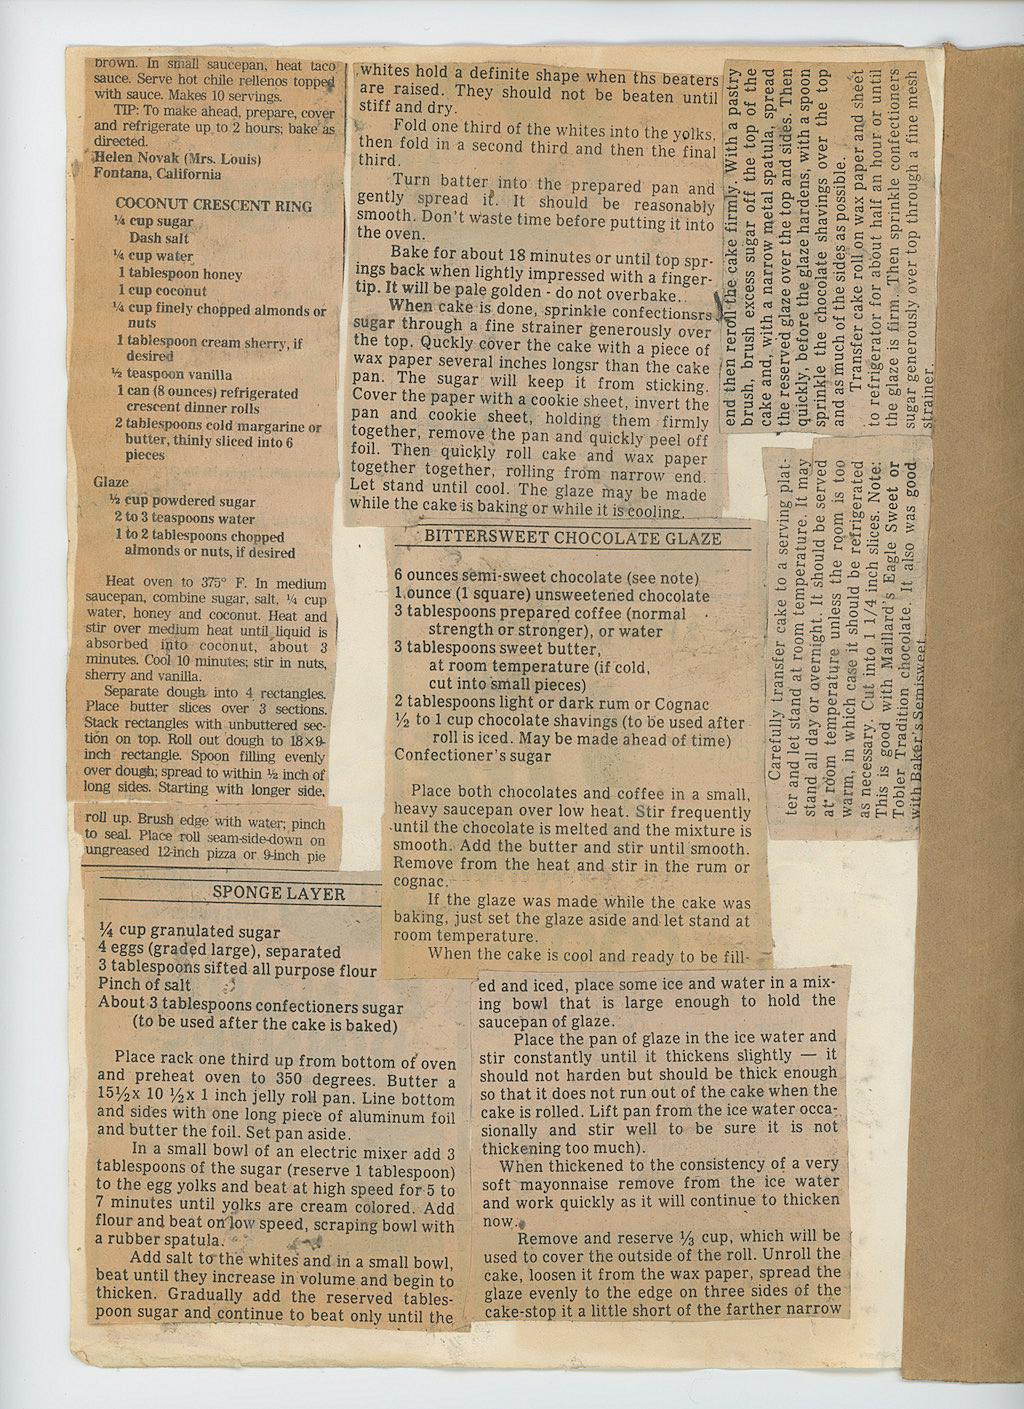 brown. In small saucepan, heat taco
sauce. Serve hot chile rellenos topped
with sauce. Makes 10 servings.
TIP: To make ahead, prepare, cover
and refrigerate up to 2 hours; bake as
directed.
Helen Novak (Mrs. Louis)
Fontana, California
COCONUT CRESCENT RING
¼ cup sugar
Dash salt
¼ cup water
1 tablespoon honey
1 cup coconut
¼ cup finely chopped almonds or
nuts
1 tablespoon cream sherry, if
desired
½ teaspoon vanilla
1 can (8 ounces) refrigerated
crescent dinner rolls
2 tablespoons cold margarine or
butter, thinly sliced into 6
pieces
Glaze
½ cup powdered sugar
2 to 3 teaspoons water
1 to 2 tablespoons chopped
almonds or nuts, if desired
Heat oven to 375° F. In medium
saucepan, combine sugar, salt, ¼ cup
water, honey and coconut. Heat and
stir over medium heat until liquid is
absorbed into coconut, about 3
minutes. Cool 10 minutes; stir in nuts,
sherry and vanilla.
Separate dough into 4 rectangles.
Place butter slices over 3 sections.
Stack rectangles with unbuttered sec-
tion on top. Roll out dough to 18×9-
inch rectangle. Spoon filling evenly
over dough; spread to within ½ inch of
long sides. Starting with longer side,
roll up. Brush edge with water; pinch
to seal. Place roll seam-side-down on
ungreased 12-inch pizza or 9-inch pie
SPONGE LAYER
¼ cup granulated sugar
4 eggs (graded large), separated
3 tablespoons sifted all purpose flour
Pinch of salt
About 3 tablespoons confectioners sugar
(to be used after the cake is baked)
Place rack one third up from bottom of oven
and preheat oven to 350 degrees. Butter a
15½x 10 ½x 1 inch jelly roll pan. Line bottom
and sides with one long piece of aluminum foil
and butter the foil. Set pan aside.
In a small bowl of an electric mixer add 3
tablespoons of the sugar (reserve 1 tablespoon)
to the egg yolks and beat at high speed for 5 to
7 minutes until yolks are cream colored. Add
flour and beat on low speed, scraping bowl with
a rubber spatula.
Add salt to the whites and in a small bowl,
beat until they increase in volume and begin to
thicken. Gradually add the reserved tables-
poon sugar and continue to beat only until the
whites hold a definite shape when ths beaters
are raised. They should not be beaten until
stiff and dry.
Fold one third of the whites into the yolks,
then fold in a second third and then the final
third.
Turn batter into the prepared pan and
gently spread it. It should be reasonably
smooth. Don't waste time before putting it into
the oven.
Bake for about 18 minutes or until top spr-
ings back when lightly impressed with a finger-
tip. It will be pale golden - do not overbake.
When cake is done, sprinkle confectionsrs
sugar through a fine strainer generously over
the top. Quckly cover the cake with a piece of
wax paper several inches longsr than the cake
pan. The sugar will keep it from sticking.
Cover the paper with a cookie sheet, invert the
pan and cookie sheet, holding them firmly
together, remove the pan and quickly peel off
foil. Then quickly roll cake and wax paper
together together, rolling from narrow end.
Let stand until cool. The glaze may be made
while the cake is baking or while it is cooling.
BITTERSWEET CHOCOLATE GLAZE
6 ounces semi-sweet chocolate (see note)
1 ounce (1 square) unsweetened chocolate
3 tablespoons prepared coffee (normal
strength or stronger), or water
3 tablespoons sweet butter,
at room temperature (if cold,
cut into small pieces)
2 tablespoons light or dark rum or Cognac
½ to 1 cup chocolate shavings (to be used after
roll is iced. May be made ahead of time)
Confectioner's sugar
Place both chocolates and coffee in a small,
heavy saucepan over low heat. Stir frequently
until the chocolate is melted and the mixture is
smooth. Add the butter and stir until smooth.
Remove from the heat and stir in the rum or
cognac.
If the glaze was made while the cake was
baking, just set the glaze aside and let stand at
room temperature.
When the cake is cool and ready to be fill-
ed and iced, place some ice and water in a mix-
ing bowl that is large enough to hold the
saucepan of glaze.
Place the pan of glaze in the ice water and
stir constantly until it thickens slightly — it
should not harden but should be thick enough
so that it does not run out of the cake when the
cake is rolled. Lift pan from the ice water occa-
sionally and stir well to be sure it is not
thickening too much).
When thickened to the consistency of a very
soft mayonnaise remove from the ice water
and work quickly as it will continue to thicken
now.
Remove and reserve ⅓ cup, which will be
used to cover the outside of the roll. Unroll the
cake, loosen it from the wax paper, spread the
glaze evenly to the edge on three sides of the
cake-stop it a little short of the farther narrow
end then reroll the cake firmly. With a pastry
brush, brush excess sugar off the top of the
cake and, with a narrow metal spatula, spread
the reserved glaze over the top and sides. Then
quickly, before the glaze hardens, with a spoon
sprinkle the chocolate shavings over the top
and as much of the sides as possible.
Transfer cake roll on wax paper and sheet
to refrigerator for about half an hour or until
the glaze is firm. Then sprinkle confectioners
sugar generously over top through a fine mesh
strainer.
Carefully transfer cake to a serving plat-
ter and let stand at room temperature. It may
stand all day or overnight. It should be served
at room temperature unless the room is too
warm, in which case it should be refrigerated
as necessary. Cut into 1 1/4 inch slices. Note:
This is good with Maillard's Eagle Sweet or
Tobler Tradition chocolate. It also was good
with Baker's Semisweet.